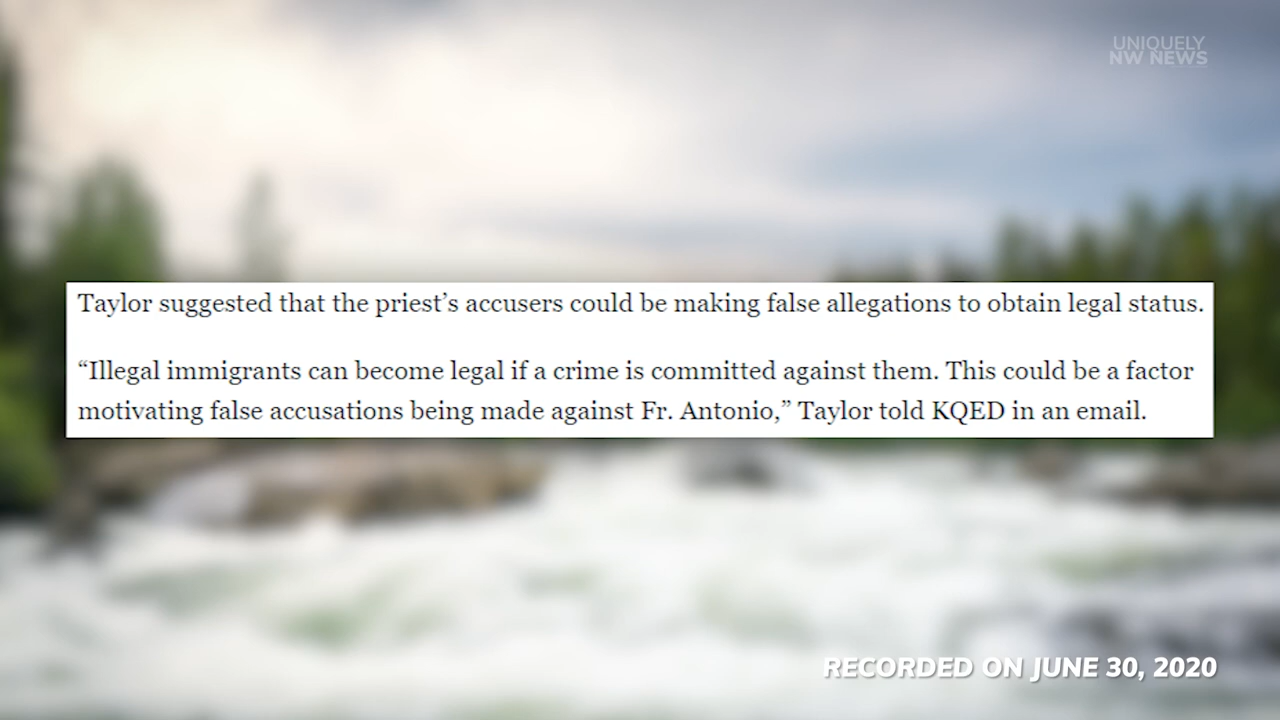 UNIQUELY
NW NEWS
Taylor suggested that the priest’s accusers could be making false allegations to obtain legal status.
“Illegal immigrants can become legal if a crime is committed against them. This could be a factor
motivating false accusations being made against Fr. Antonio,” Taylor told KQED in an email.
RECORDED ON JUNE 30, 2020